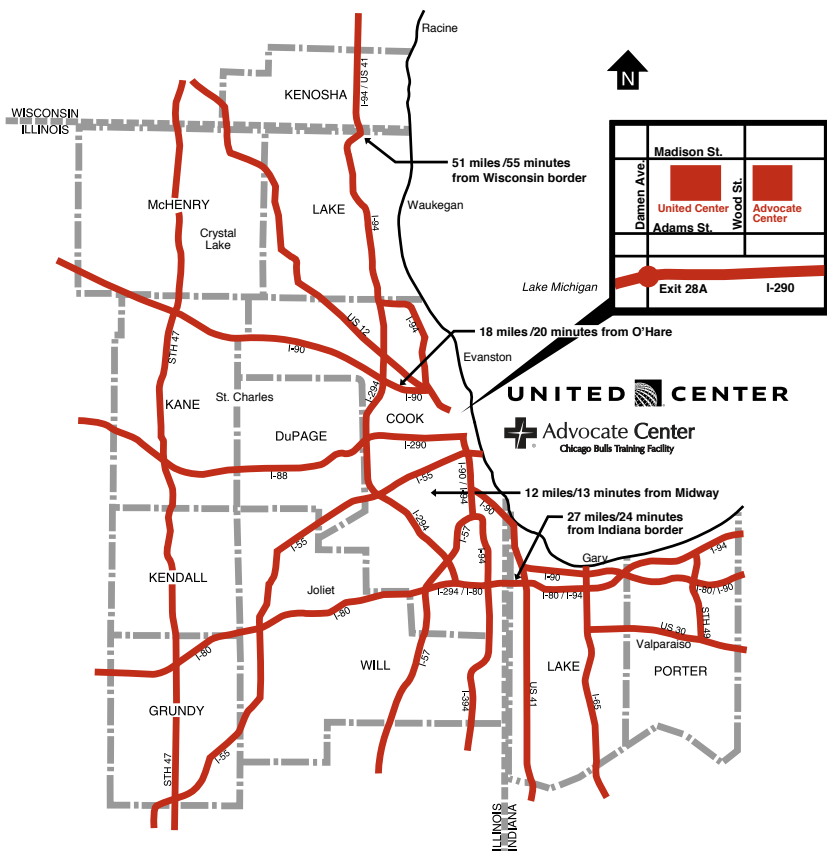 Racine
N
KENOSHA
I-94 / US 41
WISCONSIN
ILLINOIS
51 miles /55 minutes
from Wisconsin border
Madison St.
Damen Ave.
Wood St.
United Center
Advocate
Center
Adams St.
Exit 28A
I-290
McHENRY
LAKE
Waukegan
Crystal
Lake
I-94
Lake Michigan
US 12
I-94
18 miles /20 minutes from O'Hare
STH 47
I-90
Evanston
I-294
I-90
KANE
St. Charles
COOK
UNITED CENTER
DuPAGE
I-290
Advocate Center
Chicago Bulls Training Facility
I-88
I-55
I-90 / I-94
12 miles/13 minutes from Midway
I-90
27 miles/24 minutes
from Indiana border
I-294
I-57
I-55
I-94
Gary
I-94
KENDALL
I-90
Joliet
I-80
I-294 / I-80
I-80 / I-94
I-80/ I-90
STH 49
US 30
Valparaiso
I-80
I-57
WILL
LAKE
PORTER
GRUNDY
I-394
US 41
I-65
STH 47
I-55
ILLINOIS
INDIANA